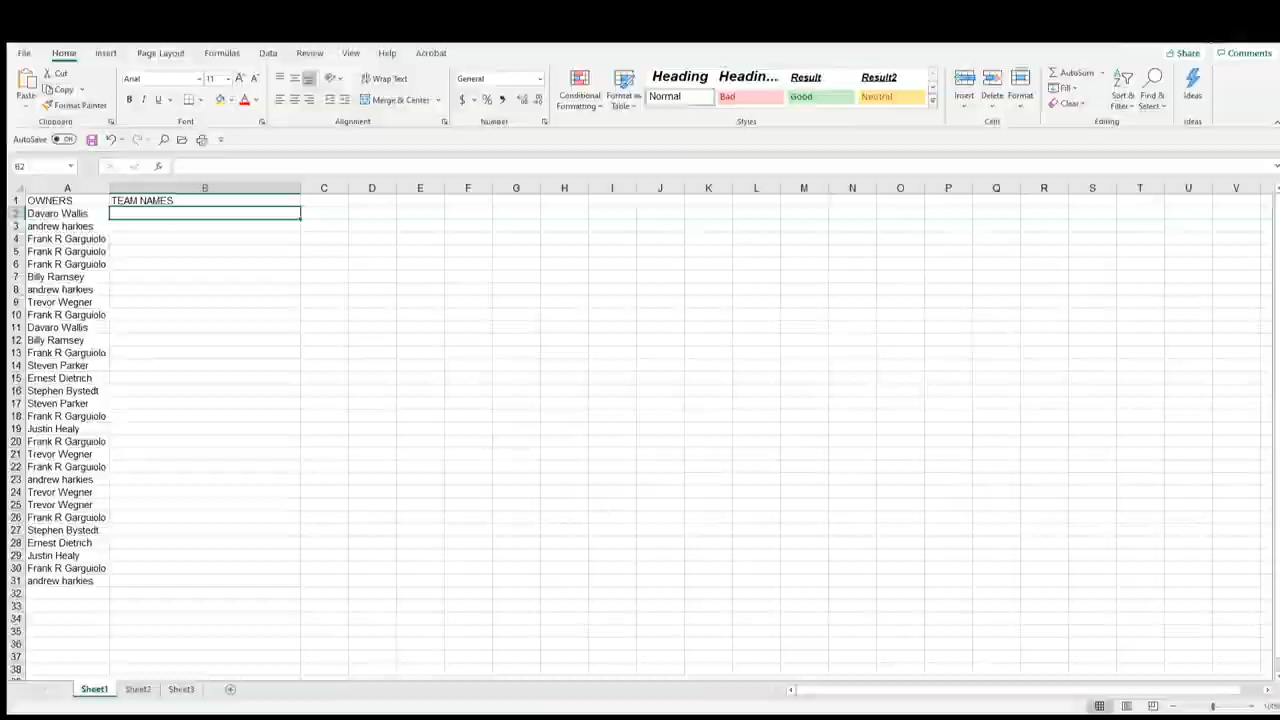 File Home Insert Page Layout Formulas Data Review View Help Acrobat Share Comments
Cut
Copy
Format Painter
Paste
Clipboard
Arial 11
Font
Wrap Text
Merge & Center
Alignment
General
Number
Conditional Formatting
Format as Table
Heading Headin... Result Result2
Normal Bad Good Neutral
Styles
Insert Delete Format
Cells
AutoSum
Fill
Clear
Sort & Filter
Find & Select
Editing
Ideas
Ideas
AutoSave Off
B2
A B C D E F G H I J K L M N O P Q R S T U V
1 OWNERS TEAM NAMES
2 Davaro Wallis
3 andrew harkies
4 Frank R Garguiolo
5 Frank R Garguiolo
6 Frank R Garguiolo
7 Billy Ramsey
8 andrew harkies
9 Trevor Wegner
10 Frank R Garguiolo
11 Davaro Wallis
12 Billy Ramsey
13 Frank R Garguiolo
14 Steven Parker
15 Ernest Dietrich
16 Stephen Bystedt
17 Steven Parker
18 Frank R Garguiolo
19 Justin Healy
20 Frank R Garguiolo
21 Trevor Wegner
22 Frank R Garguiolo
23 andrew harkies
24 Trevor Wegner
25 Trevor Wegner
26 Frank R Garguiolo
27 Stephen Bystedt
28 Ernest Dietrich
29 Justin Healy
30 Frank R Garguiolo
31 andrew harkies
32
33
34
35
36
37
38
Sheet1 Sheet2 Sheet3